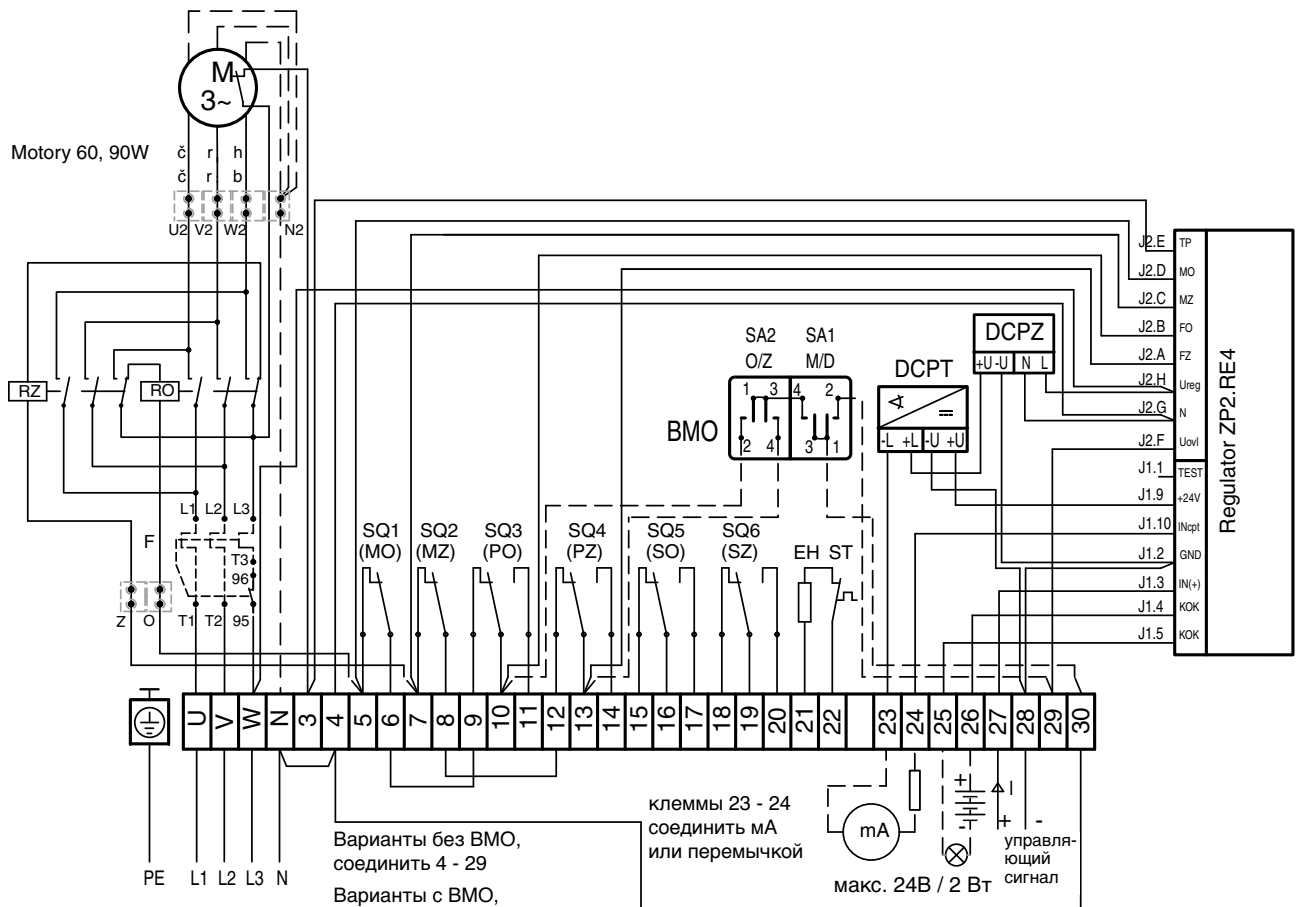 M
3~
Motory 60, 90W
č r h
č r b
U2 V2 W2 N2
RZ
RO
L1 L2 L3
F
T3
96
Z O T1 T2 95
SQ1
(MO)
SQ2
(MZ)
SQ3
(PO)
SQ4
(PZ)
SQ5
(SO)
SQ6
(SZ)
EH ST
BMO
SA2
O/Z
SA1
M/D
1 3 4 2
2 4 3 1
DCPT
-L +L -U +U
DCPZ
+U -U N L
J2.E TP
J2.D MO
J2.C MZ
J2.B FO
J2.A FZ
J2.H Ureg
J2.G N
J2.F Uovl
J1.1 TEST
J1.9 +24V
J1.10 INcpt
J1.2 GND
J1.3 IN(+)
J1.4 KOK
J1.5 KOK
Regulator ZP2.RE4
U V W N 3 4 5 6 7 8 9 10 11 12 13 14 15 16 17 18 19 20 21 22 23 24 25 26 27 28 29 30
PE L1 L2 L3 N
Варианты без ВМО,
соединить 4 - 29
Варианты с ВМО,
клеммы 23 - 24
соединить мА
или перемычкой
mA
+
-
I
+ -
управля-
ющий
сигнал
макс. 24В / 2 Вт